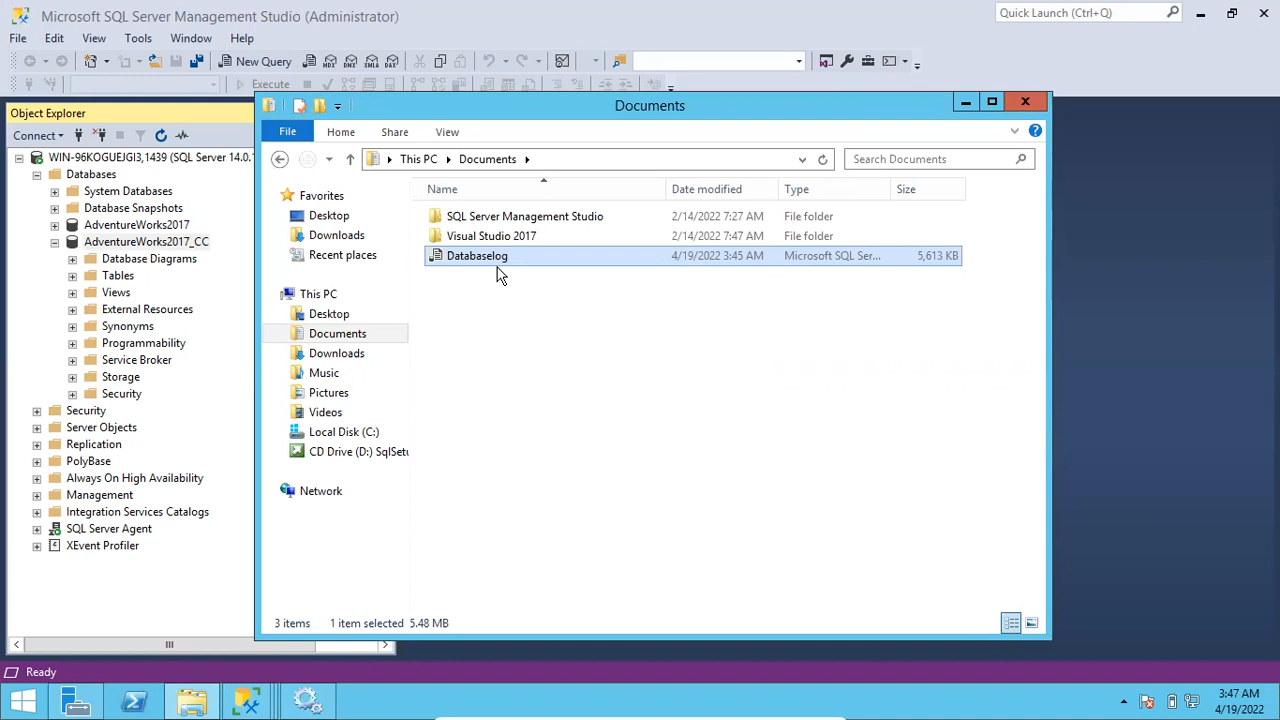 Microsoft SQL Server Management Studio (Administrator)
Quick Launch (Ctrl+Q)
File Edit View Tools Window Help
New Query
Execute
Object Explorer
Connect
WIN-96KOGUEJGI3,1439 (SQL Server 14.0.1
Databases
System Databases
Database Snapshots
AdventureWorks2017
AdventureWorks2017_CC
Database Diagrams
Tables
Views
External Resources
Synonyms
Programmability
Service Broker
Storage
Security
Security
Server Objects
Replication
PolyBase
Always On High Availability
Management
Integration Services Catalogs
SQL Server Agent
XEvent Profiler
Documents
File Home Share View
This PC Documents
Search Documents
Favorites
Desktop
Downloads
Recent places
This PC
Desktop
Documents
Downloads
Music
Pictures
Videos
Local Disk (C:)
CD Drive (D:) SqlSetu
Network
Name Date modified Type Size
SQL Server Management Studio 2/14/2022 7:27 AM File folder
Visual Studio 2017 2/14/2022 7:47 AM File folder
Databaselog 4/19/2022 3:45 AM Microsoft SQL Ser... 5,613 KB
3 items 1 item selected 5.48 MB
Ready
3:47 AM
4/19/2022